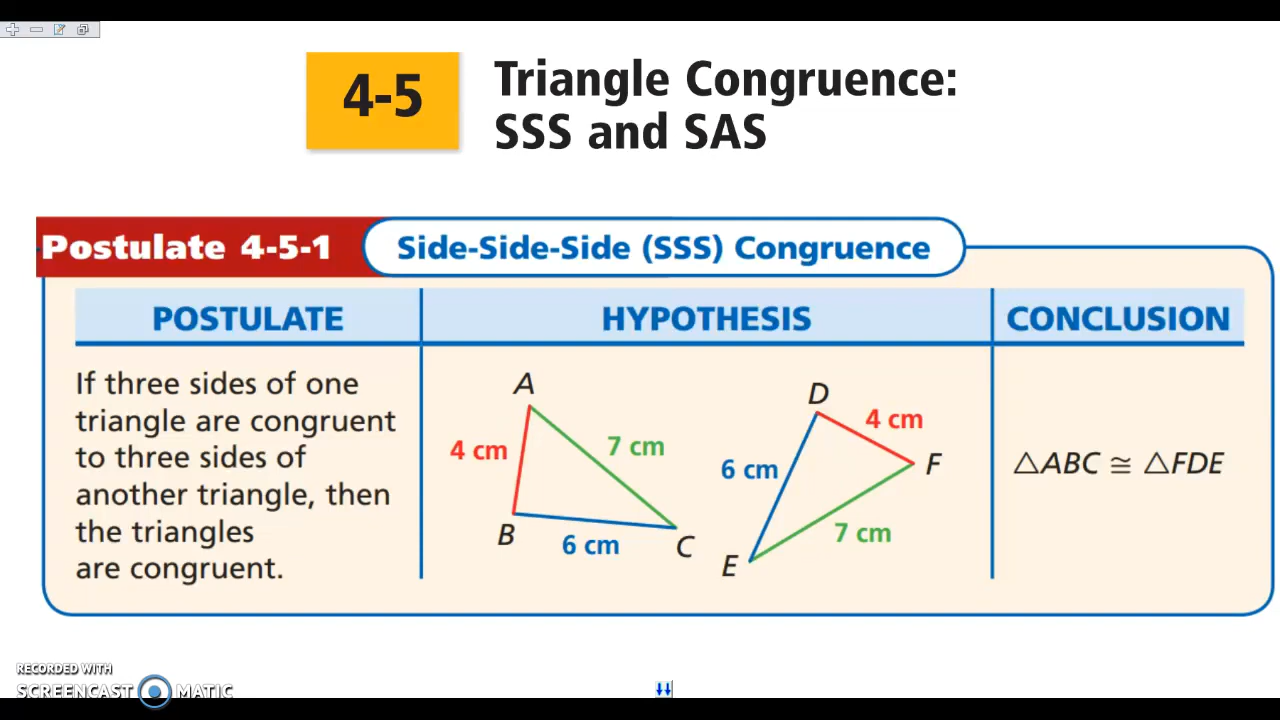 4-5
Triangle Congruence:
SSS and SAS
Postulate 4-5-1
Side-Side-Side (SSS) Congruence
POSTULATE
HYPOTHESIS
CONCLUSION
If three sides of one
triangle are congruent
to three sides of
another triangle, then
the triangles
are congruent.
A
4 cm
7 cm
B
6 cm
C
D
4 cm
6 cm
F
7 cm
E
△ABC ≅ △FDE
RECORDED WITH
SCREENCAST MATIC